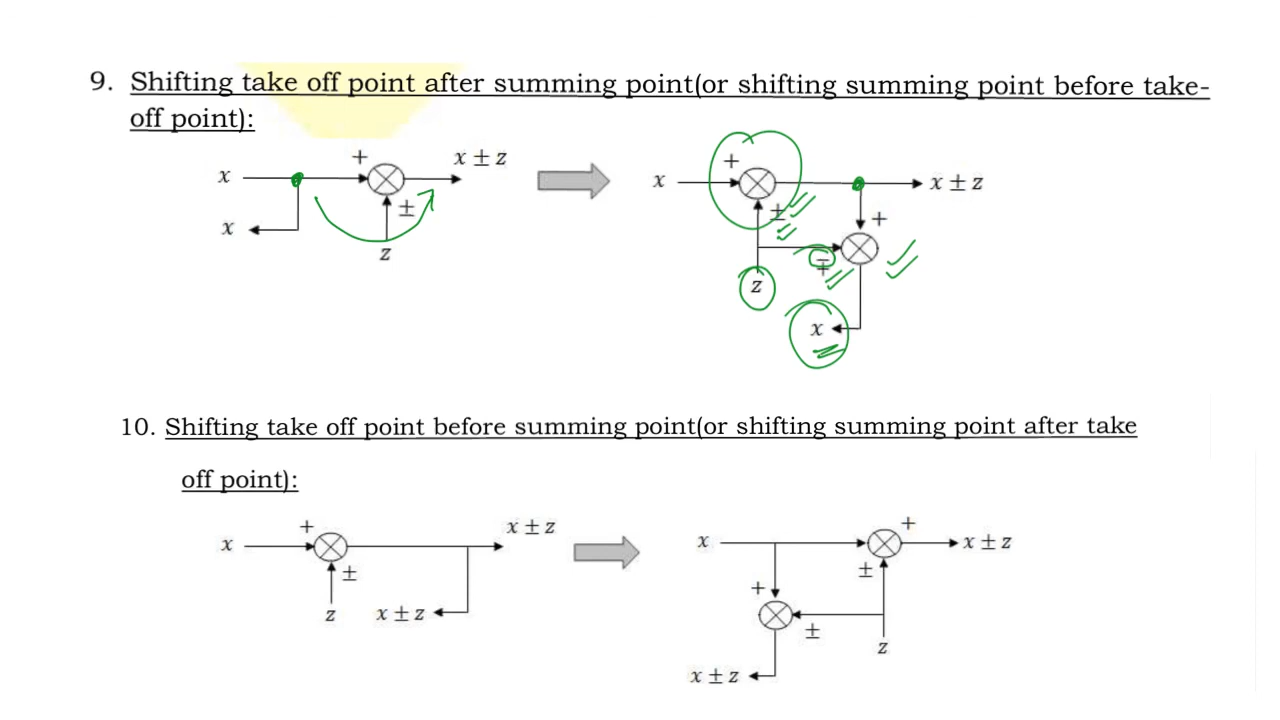 9. Shifting take off point after summing point(or shifting summing point before take-
off point):
x + x ± z
± x
z
x + x ± z
± +
∓
z
x
10. Shifting take off point before summing point(or shifting summing point after take
off point):
x + x ± z
±
z x ± z
x + x ± z
±
+
±
z
x ± z